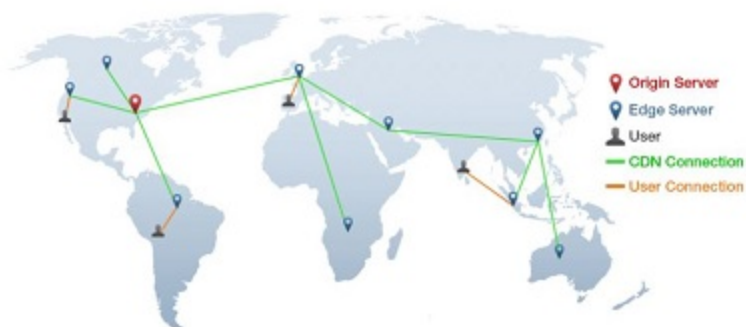 Origin Server
Edge Server
User
CDN Connection
User Connection